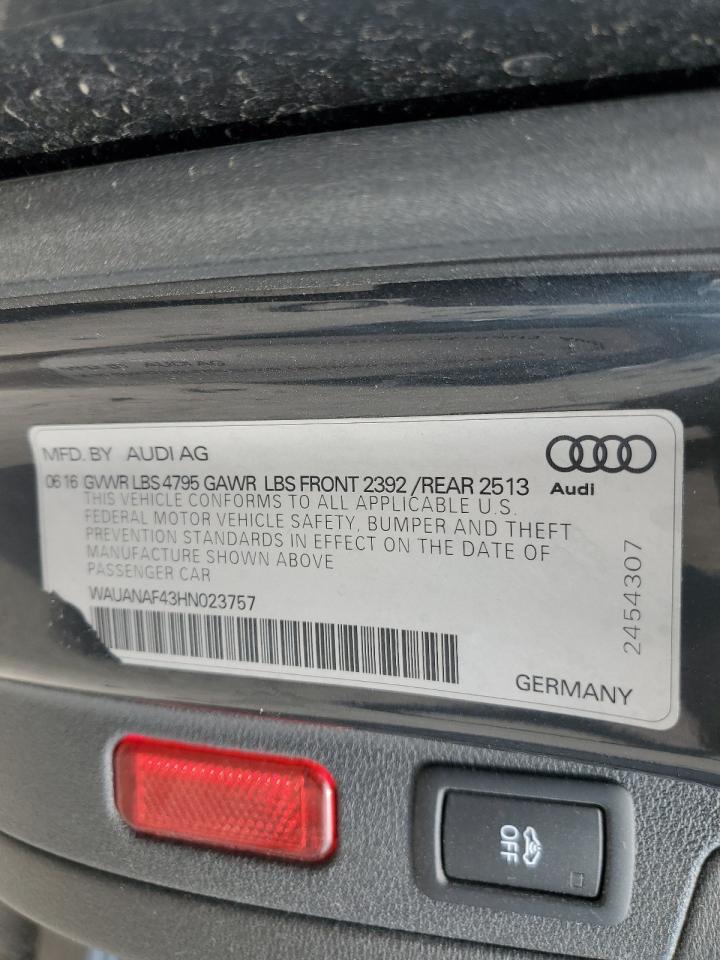 MFD. BY AUDI AG
06 16 GVWR LBS 4795 GAWR LBS FRONT 2392 /REAR 2513
Audi
THIS VEHICLE CONFORMS TO ALL APPLICABLE U.S.
FEDERAL MOTOR VEHICLE SAFETY, BUMPER AND THEFT
PREVENTION STANDARDS IN EFFECT ON THE DATE OF
MANUFACTURE SHOWN ABOVE
PASSENGER CAR
WAUANAF43HN023757
2454307
GERMANY
OFF